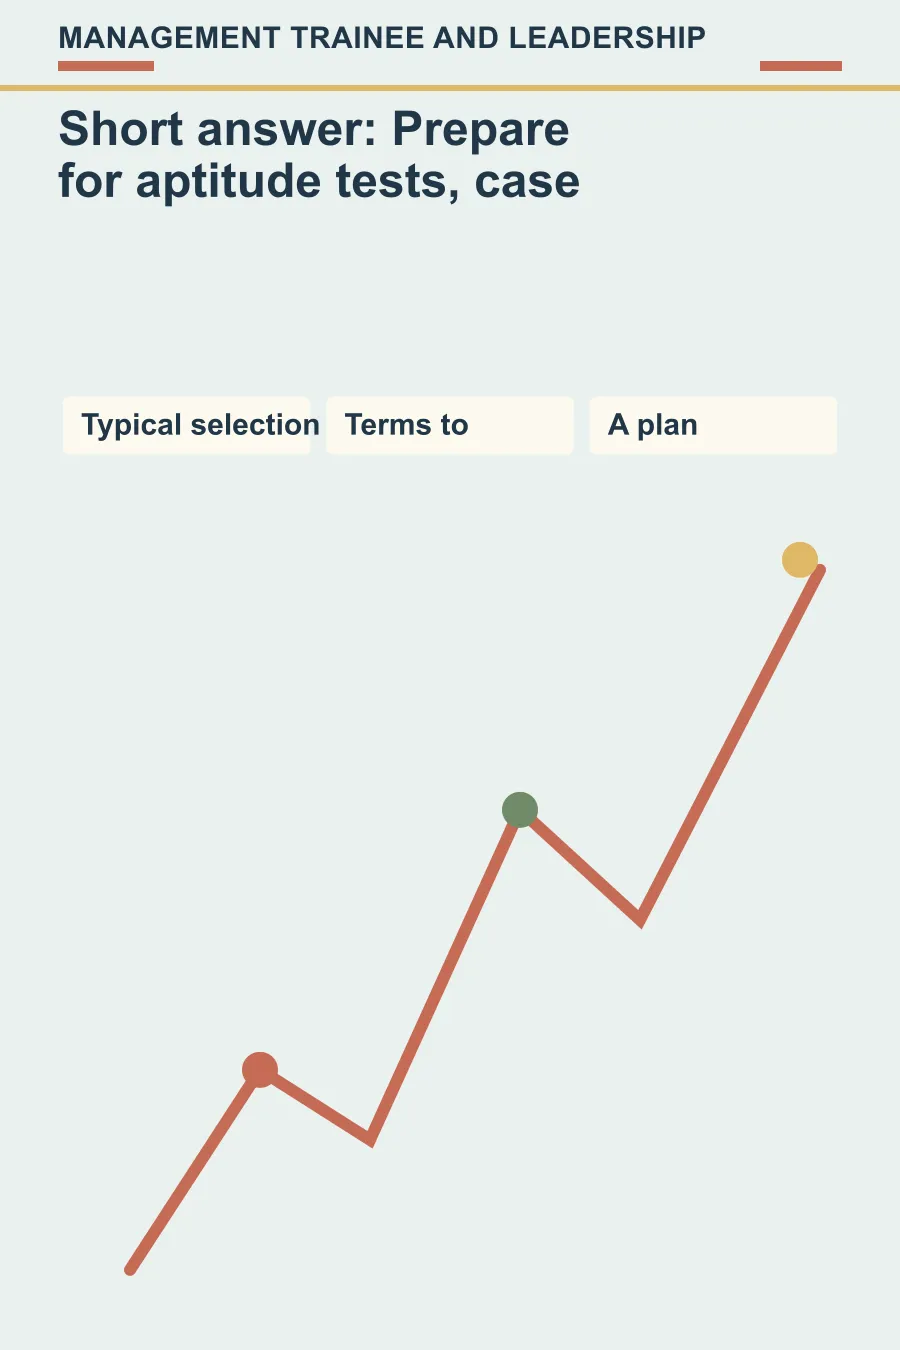 MANAGEMENT TRAINEE AND LEADERSHIP
Short answer: Prepare
for aptitude tests, case
Typical selection
Terms to
A plan